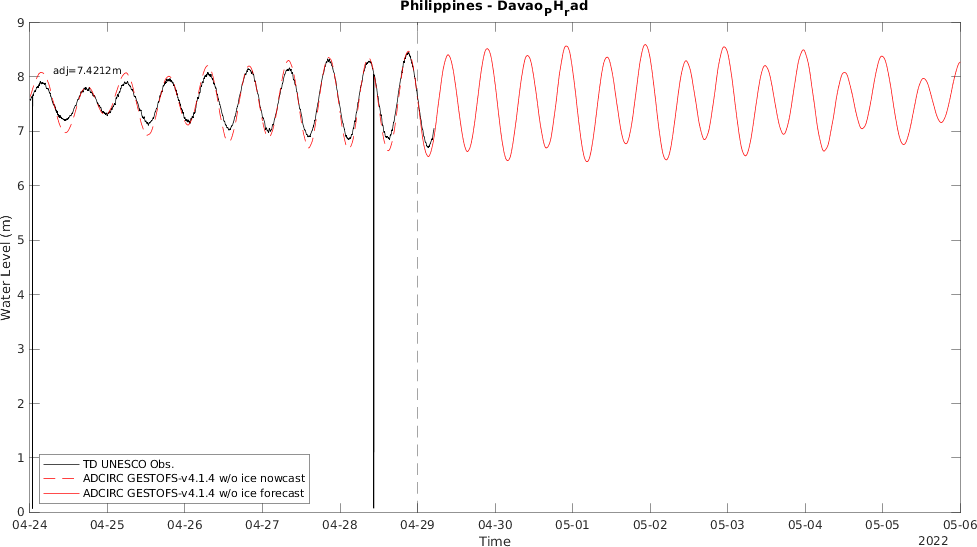 Philippines - DavaoPHrad
9
8
7
6
5
4
3
2
1
0
Water Level (m)
adj=7.4212m
TD UNESCO Obs.
ADCIRC GESTOFS-v4.1.4 w/o ice nowcast
ADCIRC GESTOFS-v4.1.4 w/o ice forecast
04-24 04-25 04-26 04-27 04-28 04-29 04-30 05-01 05-02 05-03 05-04 05-05 05-06
Time
2022